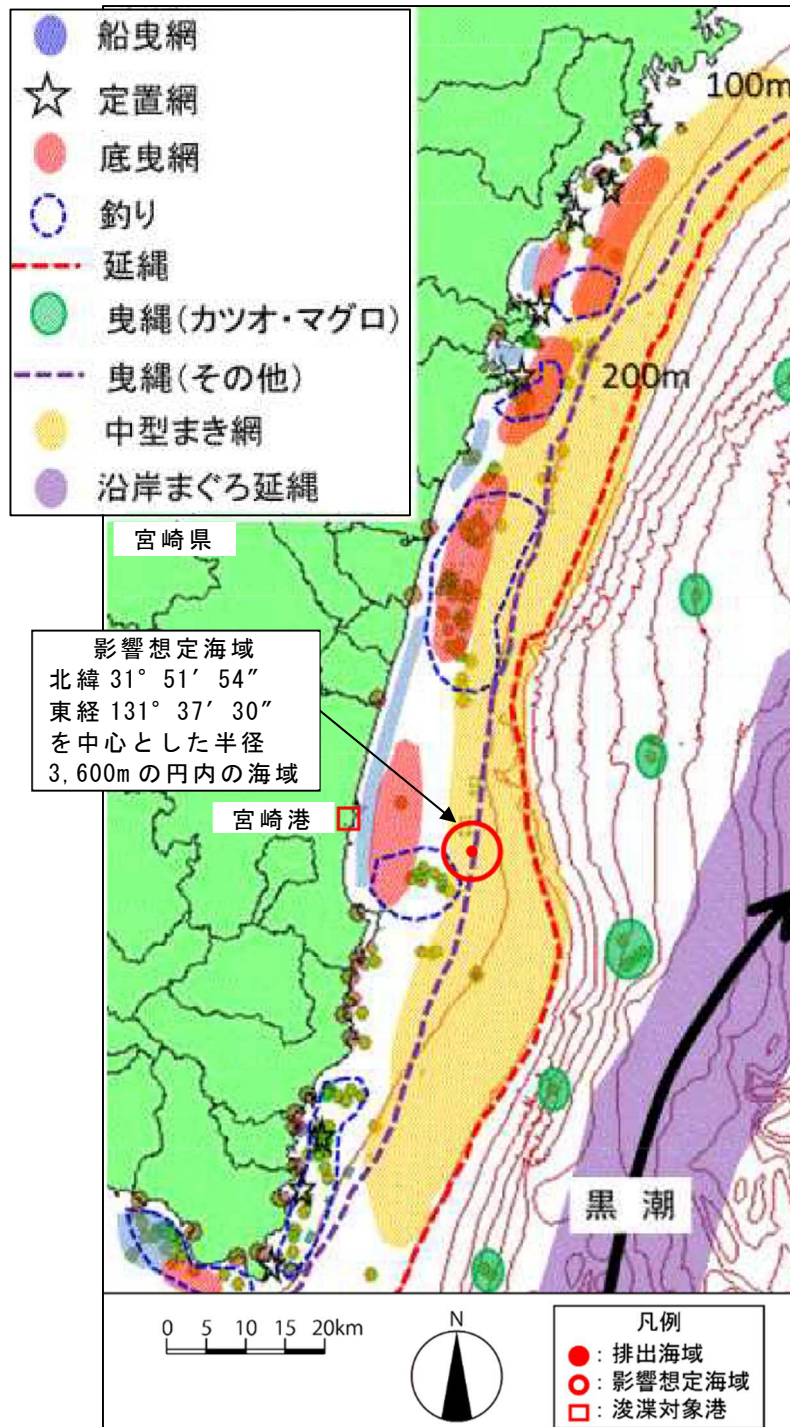 船曳網
定置網
底曳網
釣り
延縄
曳縄(カツオ・マグロ)
曳縄(その他)
中型まき網
沿岸まぐろ延縄
100m
200m
宮崎県
影響想定海域
北緯 31° 51′ 54″
東経 131° 37′ 30″
を中心とした半径
3,600m の円内の海域
宮崎港
黒潮
0 5 10 15 20km
N
凡例
：排出海域
：影響想定海域
：浚渫対象港